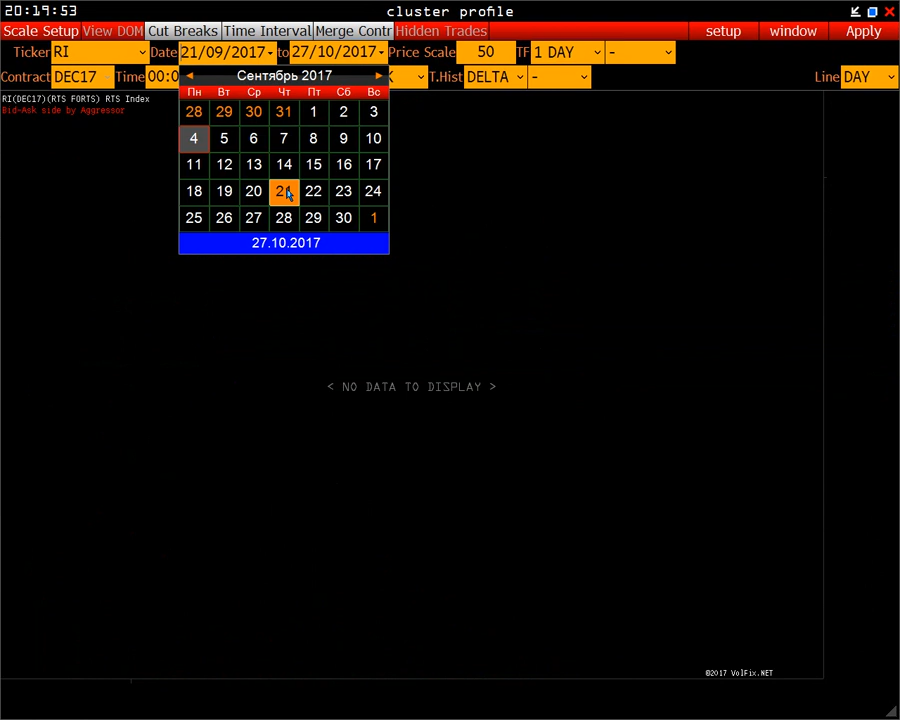 20:19:53 cluster profile
Scale Setup View DOM Cut Breaks Time Interval Merge Contr Hidden Trades setup window Apply
Ticker RI Date 21/09/2017 to 27/10/2017 Price Scale 50 TF 1 DAY -
Contract DEC17 Time 00:0 T.Hist DELTA - Line DAY
Сентябрь 2017
Пн Вт Ср Чт Пт Сб Вс
28 29 30 31 1 2 3
4 5 6 7 8 9 10
11 12 13 14 15 16 17
18 19 20 21 22 23 24
25 26 27 28 29 30 1
27.10.2017
RI(DEC17)(RTS FORTS) RTS Index
Bid-Ask side by Aggressor
< NO DATA TO DISPLAY >
©2017 VolFix.NET